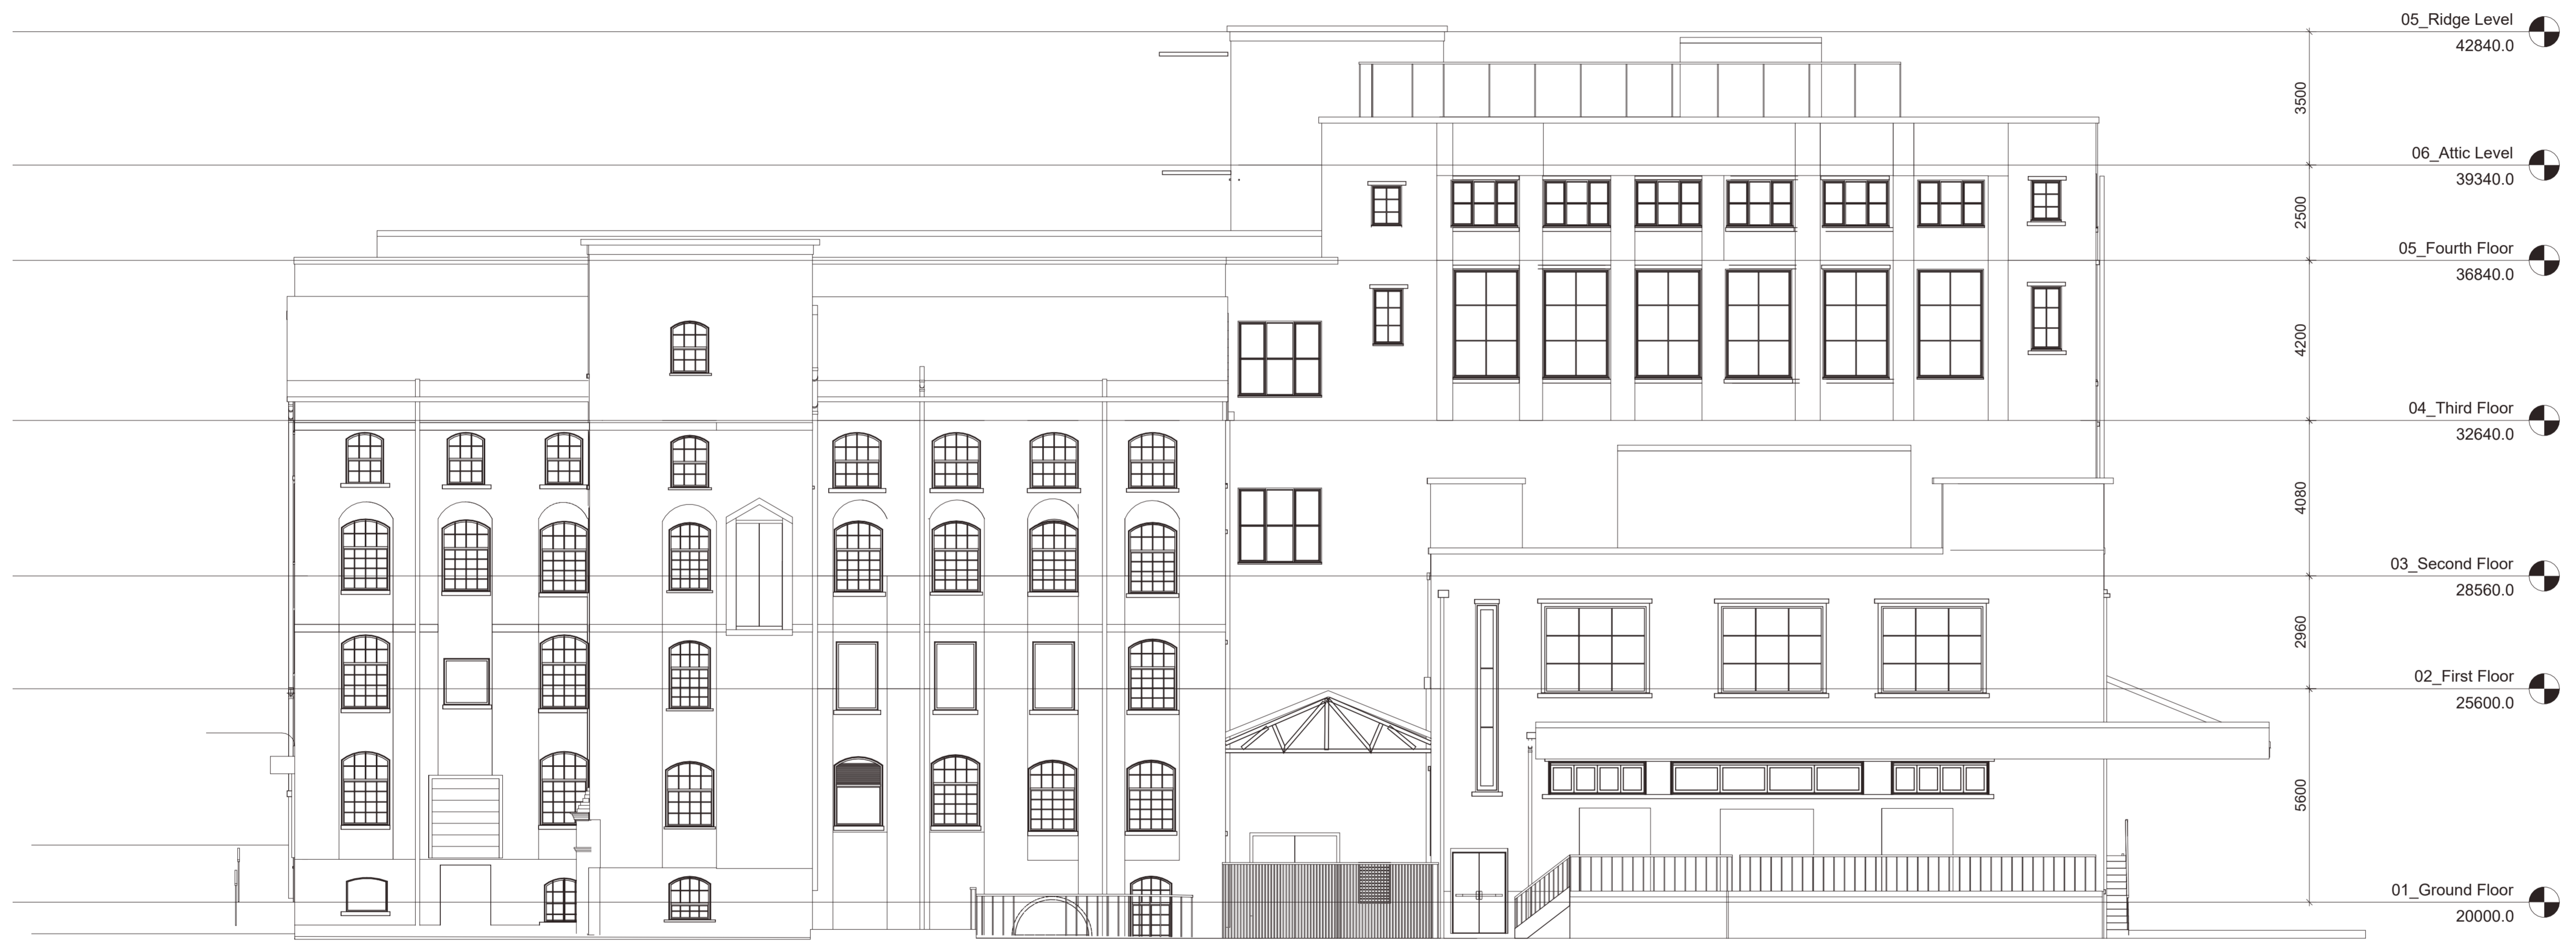 05_Ridge Level
42840.0
3500
06_Attic Level
39340.0
2500
05_Fourth Floor
36840.0
4200
04_Third Floor
32640.0
4080
03_Second Floor
28560.0
2960
02_First Floor
25600.0
5600
01_Ground Floor
20000.0